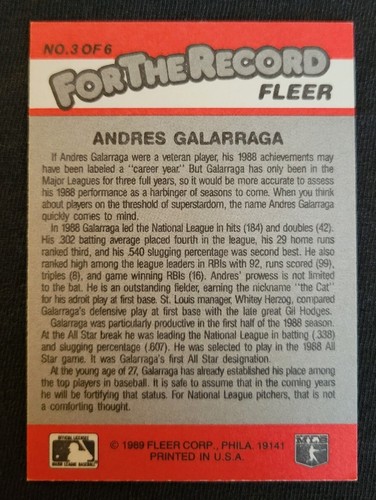 NO. 3 OF 6
FOR THE RECORD
FLEER
ANDRES GALARRAGA
If Andres Galarraga were a veteran player, his 1988 achievements may
have been labeled a "career year." But Galarraga has only been in the
Major Leagues for three full years, so it would be more accurate to assess
his 1988 performance as a harbinger of seasons to come. When you think
about players on the threshold of superstardom, the name Andres Galarraga
quickly comes to mind.
In 1988 Galarraga led the National League in hits (184) and doubles (42).
His .302 batting average placed fourth in the league, his 29 home runs
ranked third, and his .540 slugging percentage was second best. He also
ranked high among the league leaders in RBIs with 92, runs scored (99),
triples (8), and game winning RBIs (16). Andres' prowess is not limited
to the bat. He is an outstanding fielder, earning the nickname "the Cat"
for his adroit play at first base. St. Louis manager, Whitey Herzog, compared
Galarraga's defensive play at first base with the late great Gil Hodges.
Galarraga was particularly productive in the first half of the 1988 season.
At the All Star break he was leading the National League in batting (.338)
and slugging percentage (.607). He was selected to play in the 1988 All
Star game. It was Galarraga's first All Star designation.
At the young age of 27, Galarraga has already established his place among
the top players in baseball. It is safe to assume that in the coming years
he will be fortifying that status. For National League pitchers, that is not
a comforting thought.
© 1989 FLEER CORP., PHILA. 19141
PRINTED IN U.S.A.